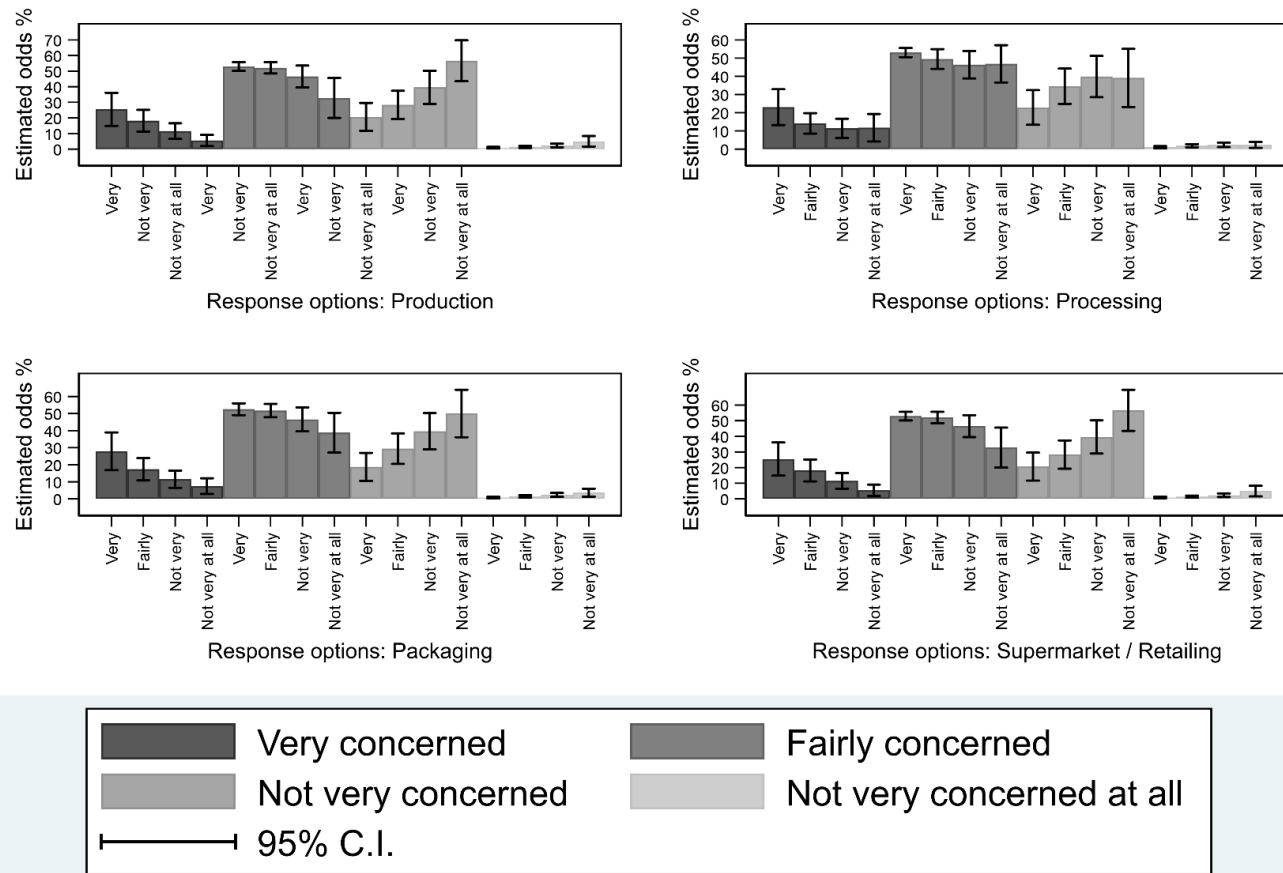 Estimated odds %
70
60
50
40
30
20
10
0
Very
Not very
Not very at all
Very
Not very
Not very at all
Very
Not very
Not very at all
Very
Not very
Not very at all
Response options: Production
Estimated odds %
60
50
40
30
20
10
0
Very
Fairly
Not very
Not very at all
Very
Fairly
Not very
Not very at all
Very
Fairly
Not very
Not very at all
Very
Fairly
Not very
Not very at all
Response options: Processing
Estimated odds %
60
50
40
30
20
10
0
Very
Fairly
Not very
Not very at all
Very
Fairly
Not very
Not very at all
Very
Fairly
Not very
Not very at all
Very
Fairly
Not very
Not very at all
Response options: Packaging
Estimated odds %
60
50
40
30
20
10
0
Very
Fairly
Not very
Not very at all
Very
Fairly
Not very
Not very at all
Very
Fairly
Not very
Not very at all
Very
Fairly
Not very
Not very at all
Response options: Supermarket / Retailing
Very concerned
Fairly concerned
Not very concerned
Not very concerned at all
95% C.I.